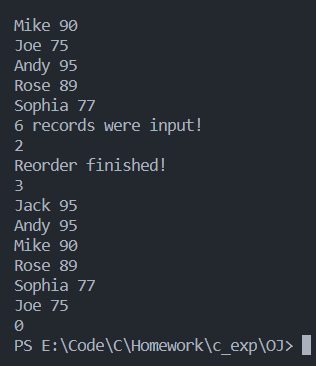 Mike 90
Joe 75
Andy 95
Rose 89
Sophia 77
6 records were input!
2
Reorder finished!
3
Jack 95
Andy 95
Mike 90
Rose 89
Sophia 77
Joe 75
0
PS E:\Code\C\Homework\c_exp\OJ>